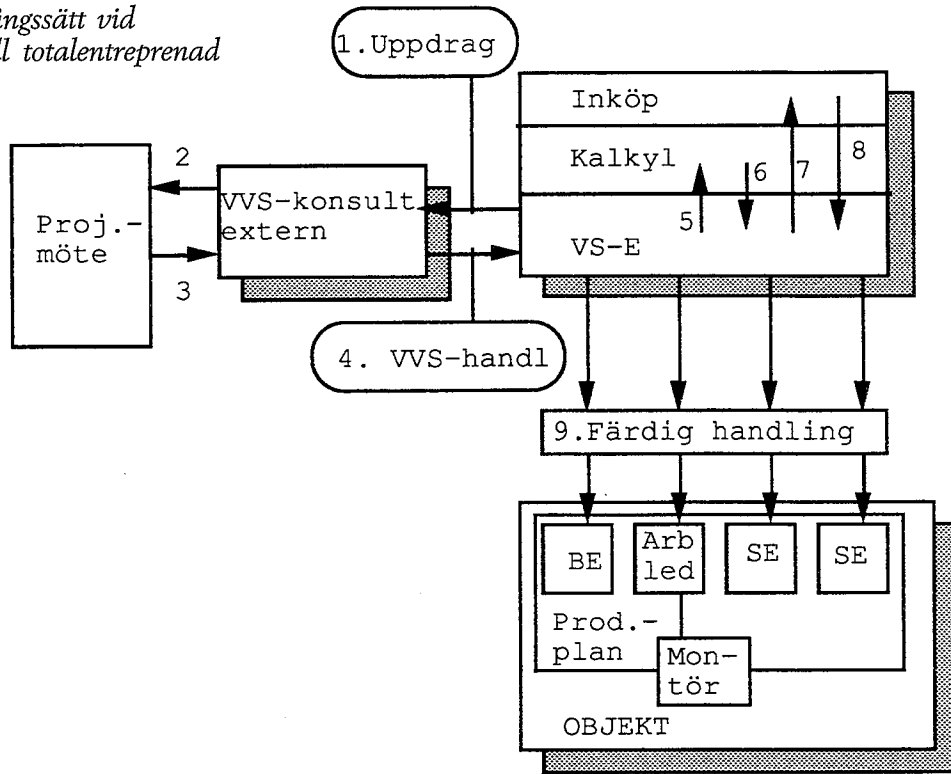 vid
totalentreprenad
1.Uppdrag
Inköp
Kalkyl
VS-E
5
6
7
8
2
3
Proj.-
möte
VVS-konsult
extern
4. VVS-handl
9.Färdig handling
BE
Arb
led
SE
SE
Prod.-
plan
Mon-
tör
OBJEKT